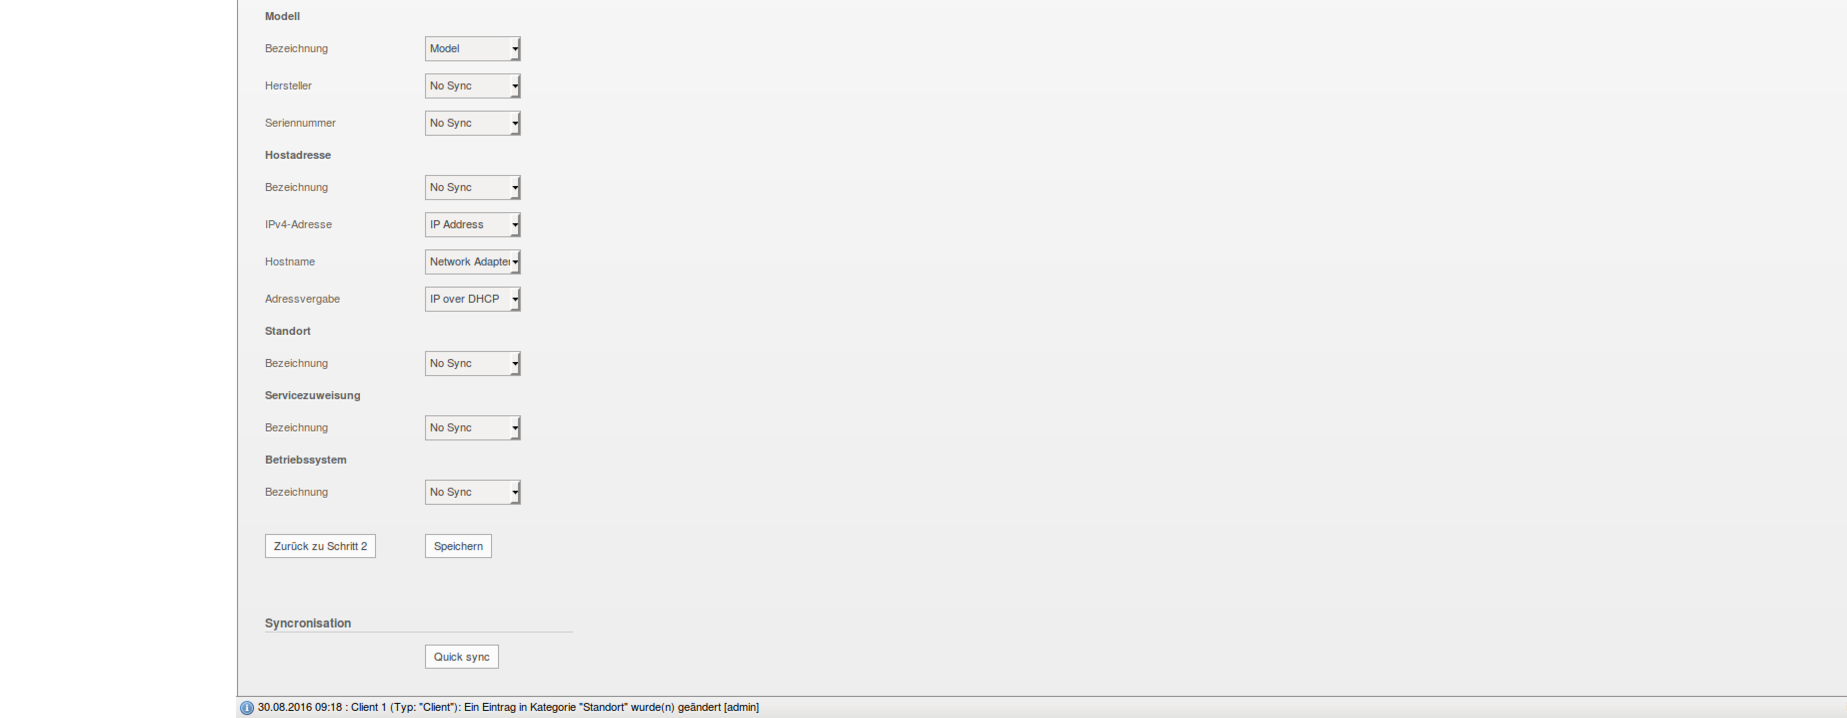 Modell
Bezeichnung Model
Hersteller No Sync
Seriennummer No Sync
Hostadresse
Bezeichnung No Sync
IPv4-Adresse IP Address
Hostname Network Adapter
Adressvergabe IP over DHCP
Standort
Bezeichnung No Sync
Servicezuweisung
Bezeichnung No Sync
Betriebssystem
Bezeichnung No Sync
Zurück zu Schritt 2 Speichern
Syncronisation
Quick sync
30.08.2016 09:18 : Client 1 (Typ: "Client"): Ein Eintrag in Kategorie "Standort" wurde(n) geändert [admin]